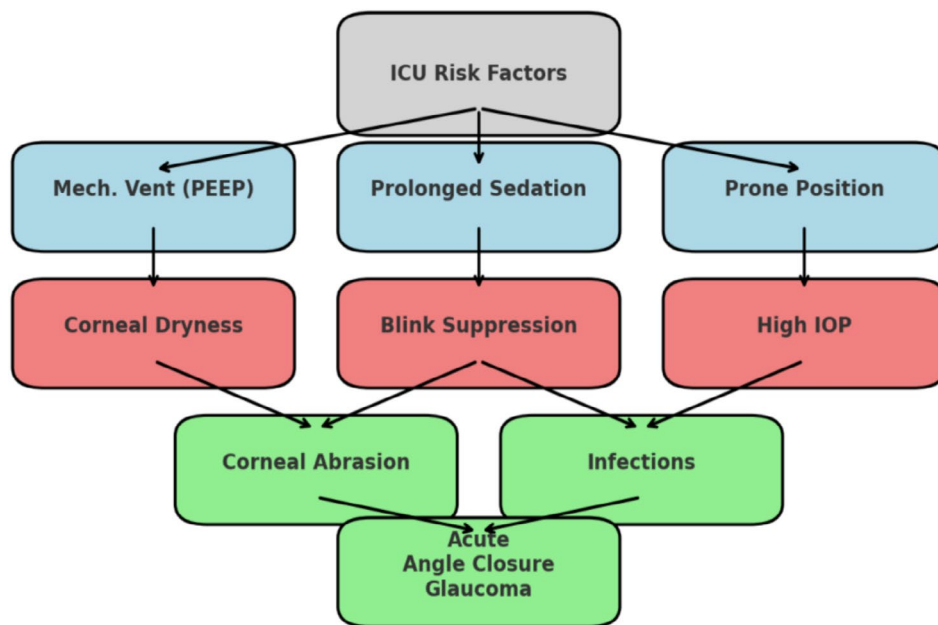 ICU Risk Factors
Mech. Vent (PEEP)
Prolonged Sedation
Prone Position
Corneal Dryness
Blink Suppression
High IOP
Corneal Abrasion
Infections
Acute
Angle Closure
Glaucoma